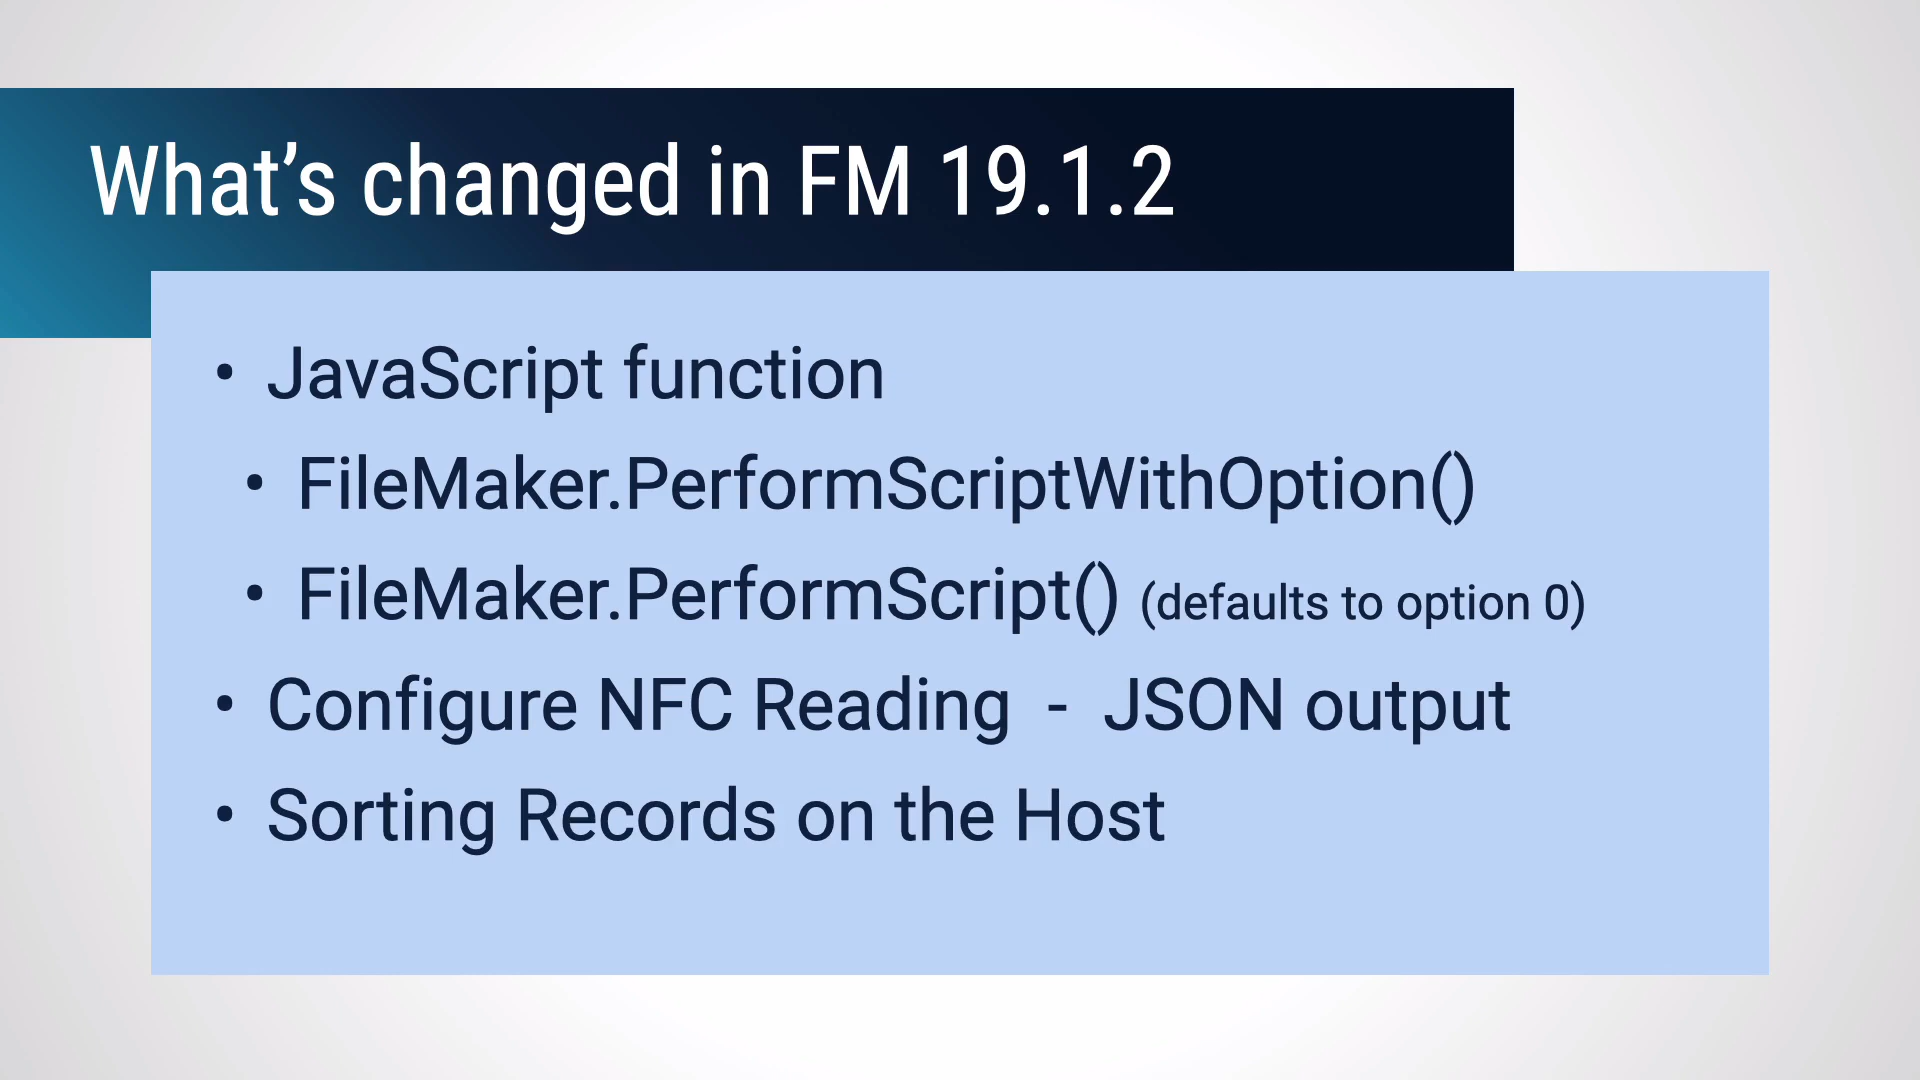 What’s changed in FM 19.1.2
• JavaScript function
• FileMaker.PerformScriptWithOption()
• FileMaker.PerformScript() (defaults to option 0)
• Configure NFC Reading - JSON output
• Sorting Records on the Host